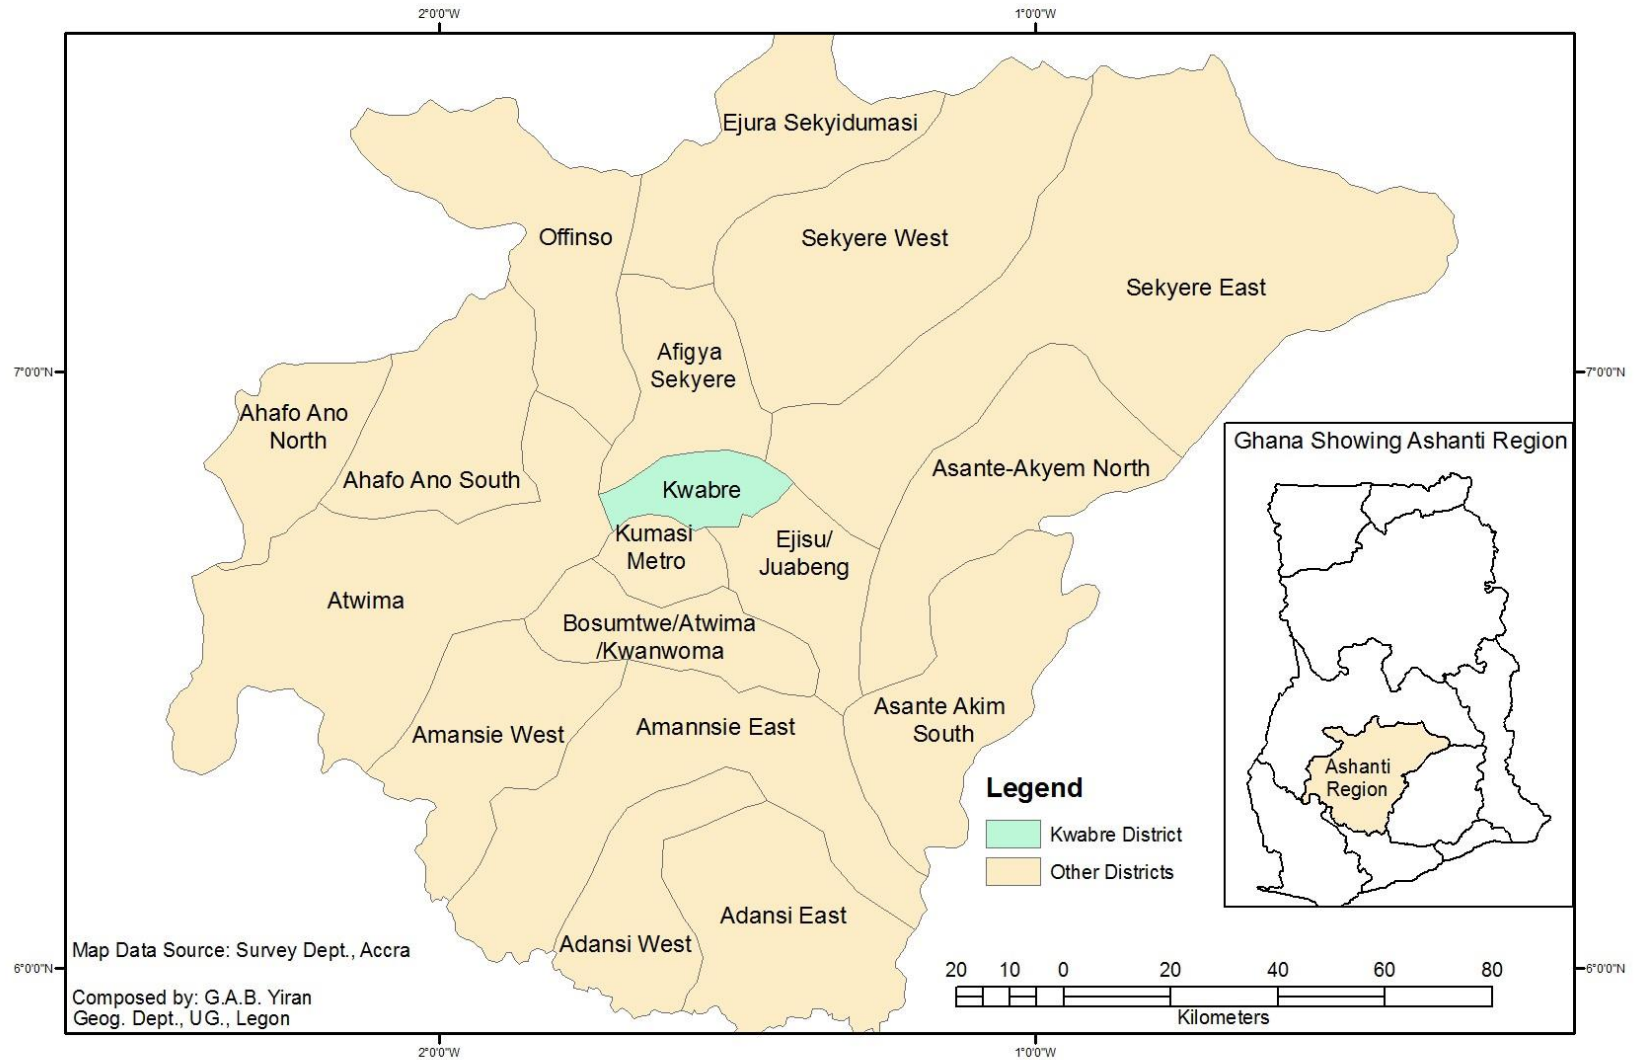 2°0'0"W
1°0'0"W
Ejura Sekyidumasi
Offinso
Sekyere West
Sekyere East
Afigya
Sekyere
7°0'0"N
7°0'0"N
Ahafo Ano
North
Ahafo Ano South
Kwabre
Asante-Akyem North
Ghana Showing Ashanti Region
Kumasi
Metro
Ejisu/
Juabeng
Atwima
Bosumtwe/Atwima
/Kwanwoma
Amansie West
Amannsie East
Asante Akim
South
Ashanti
Region
Legend
Kwabre District
Other Districts
Adansi East
Adansi West
Map Data Source: Survey Dept., Accra
6°0'0"N
6°0'0"N
20 10 0 20 40 60 80
Kilometers
Composed by: G.A.B. Yiran
Geog. Dept., UG., Legon
2°0'0"W
1°0'0"W